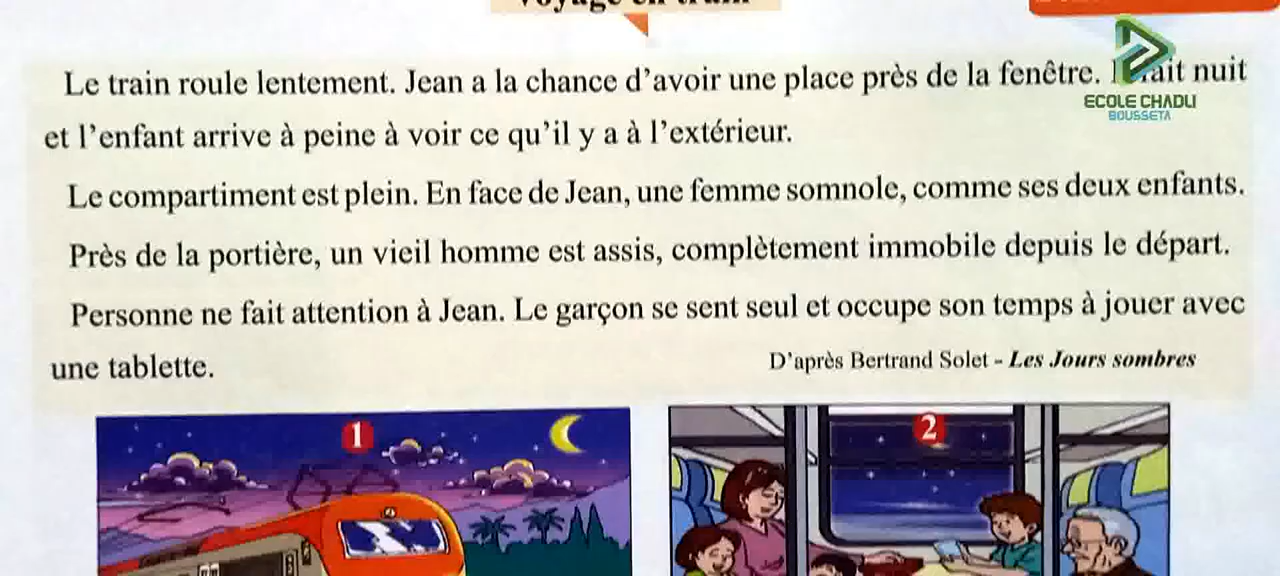 Voyage en train
ECOLE CHADLI
BOUSSETA
Le train roule lentement. Jean a la chance d'avoir une place près de la fenêtre. fait nuit
et l'enfant arrive à peine à voir ce qu'il y a à l'extérieur.
Le compartiment est plein. En face de Jean, une femme somnole, comme ses deux enfants.
Près de la portière, un vieil homme est assis, complètement immobile depuis le départ.
Personne ne fait attention à Jean. Le garçon se sent seul et occupe son temps à jouer avec
une tablette.
D'après Bertrand Solet - Les Jours sombres
1
2